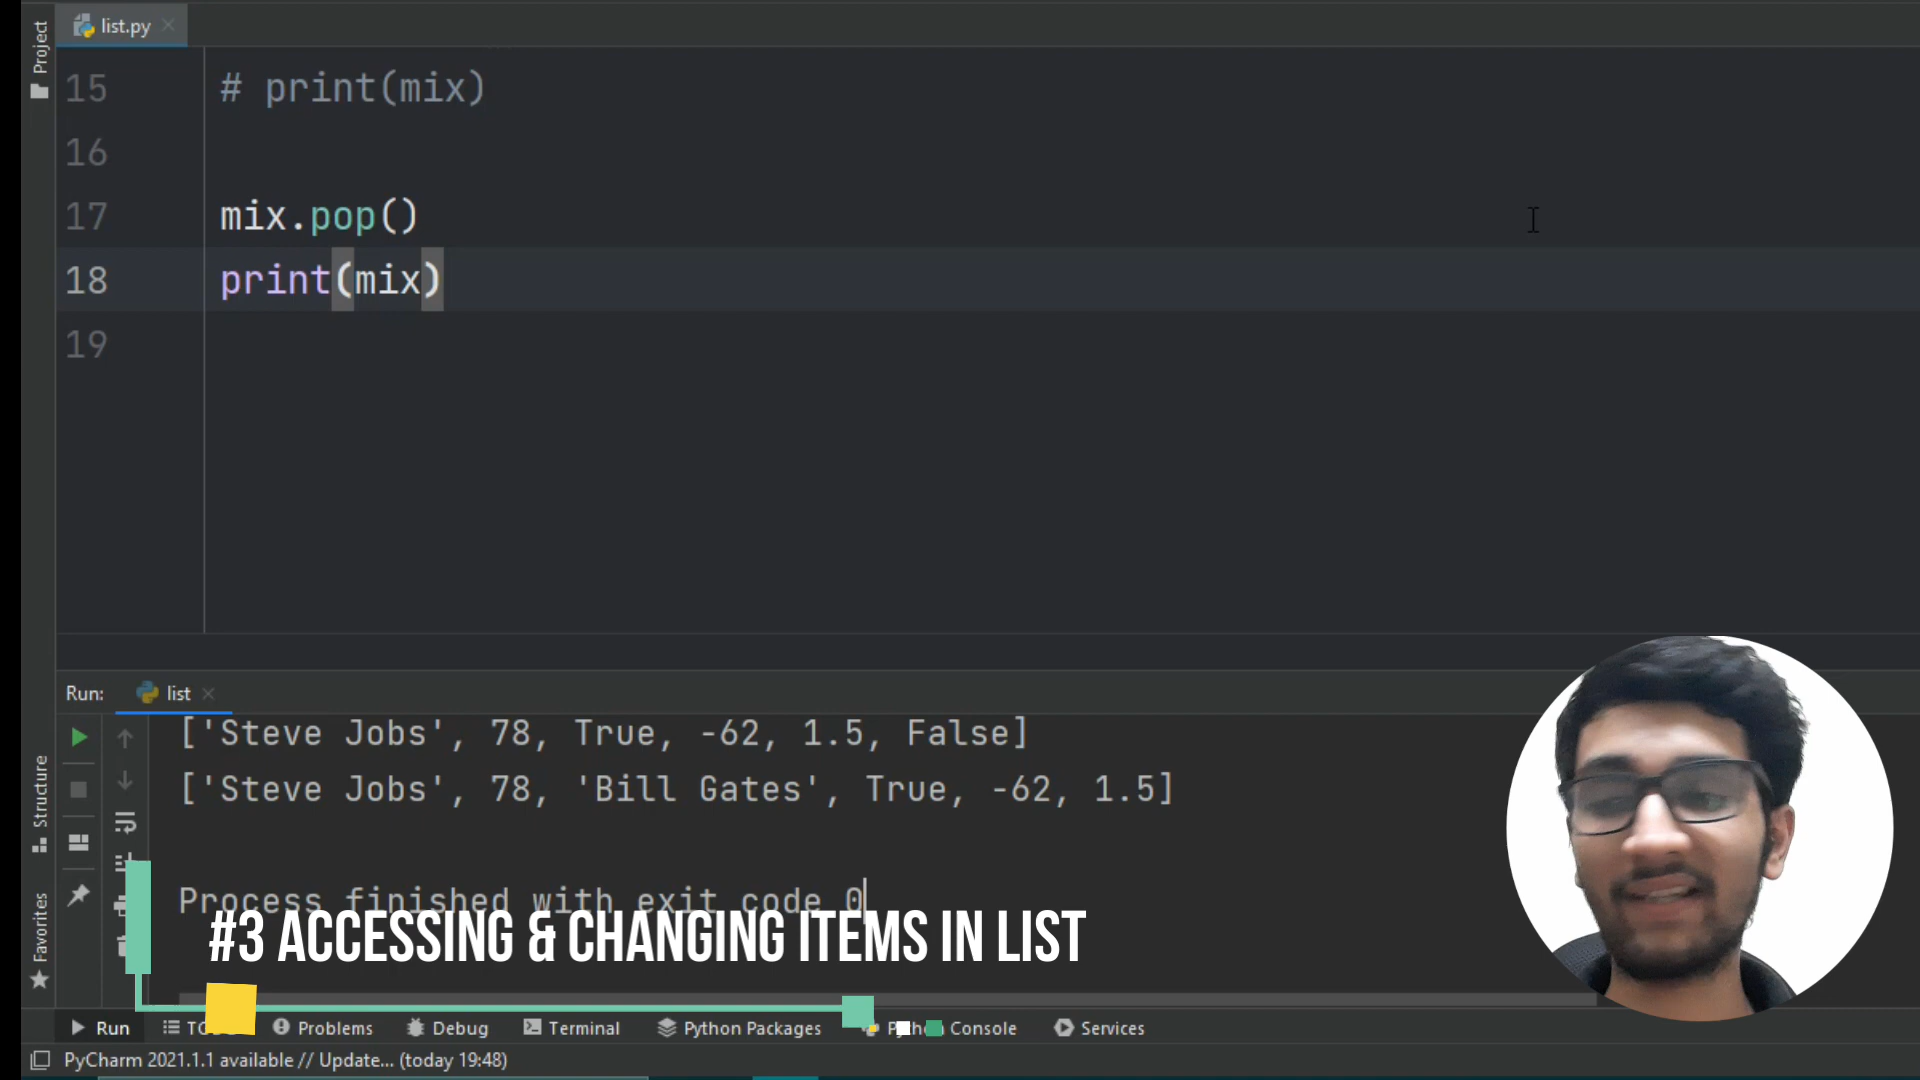 list.py
Project
15 # print(mix)
16
17 mix.pop()
18 print(mix)
19
Run: list
['Steve Jobs', 78, True, -62, 1.5, False]
['Steve Jobs', 78, 'Bill Gates', True, -62, 1.5]
Process finished with exit code 0
Structure
Favorites
#3 ACCESSING & CHANGING ITEMS IN LIST
Run Problems Debug Terminal Python Packages Console Services
PyCharm 2021.1.1 available // Update... (today 19:48)